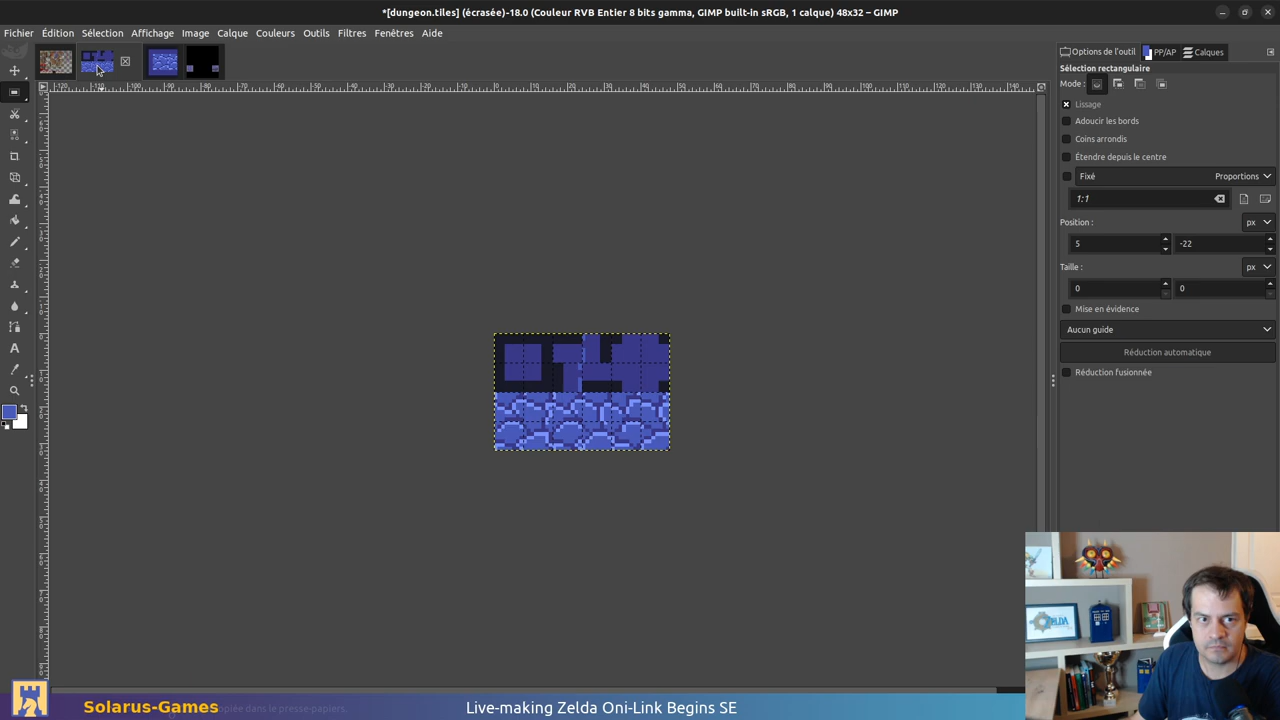 *[dungeon.tiles] (écrasée)-18.0 (Couleur RVB Entier 8 bits gamma, GIMP built-in sRGB, 1 calque) 48x32 – GIMP
Fichier Édition Sélection Affichage Image Calque Couleurs Outils Filtres Fenêtres Aide
Options de l'outil PP/AP Calques
Sélection rectangulaire
Mode :
Lissage
Adoucir les bords
Coins arrondis
Étendre depuis le centre
Fixé Proportions
1:1
Position : px
5 -22
Taille : px
0 0
Mise en évidence
Aucun guide
Réduction automatique
Réduction fusionnée
Solarus-Games
Live-making Zelda Oni-Link Begins SE